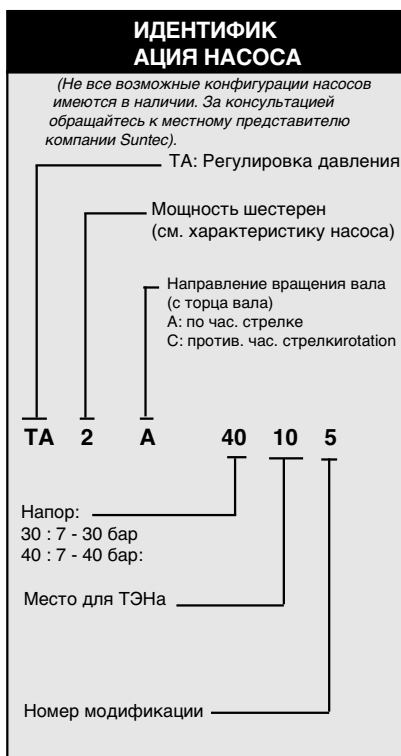 ИДЕНТИФИК
АЦИЯ НАСОСА
(Не все возможные конфигурации насосов
имеются в наличии. За консультацией
обращайтесь к местному представителю
компании Suntec).
ТА: Регулировка давления
Мощность шестерен
(см. характеристику насоса)
Направление вращения вала
(с торца вала)
А: по час. стрелке
С: против. час. стрелкиrotation
ТА 2 А 40 10 5
Напор:
30 : 7 - 30 бар
40 : 7 - 40 бар:
Место для ТЭНа
Номер модификации